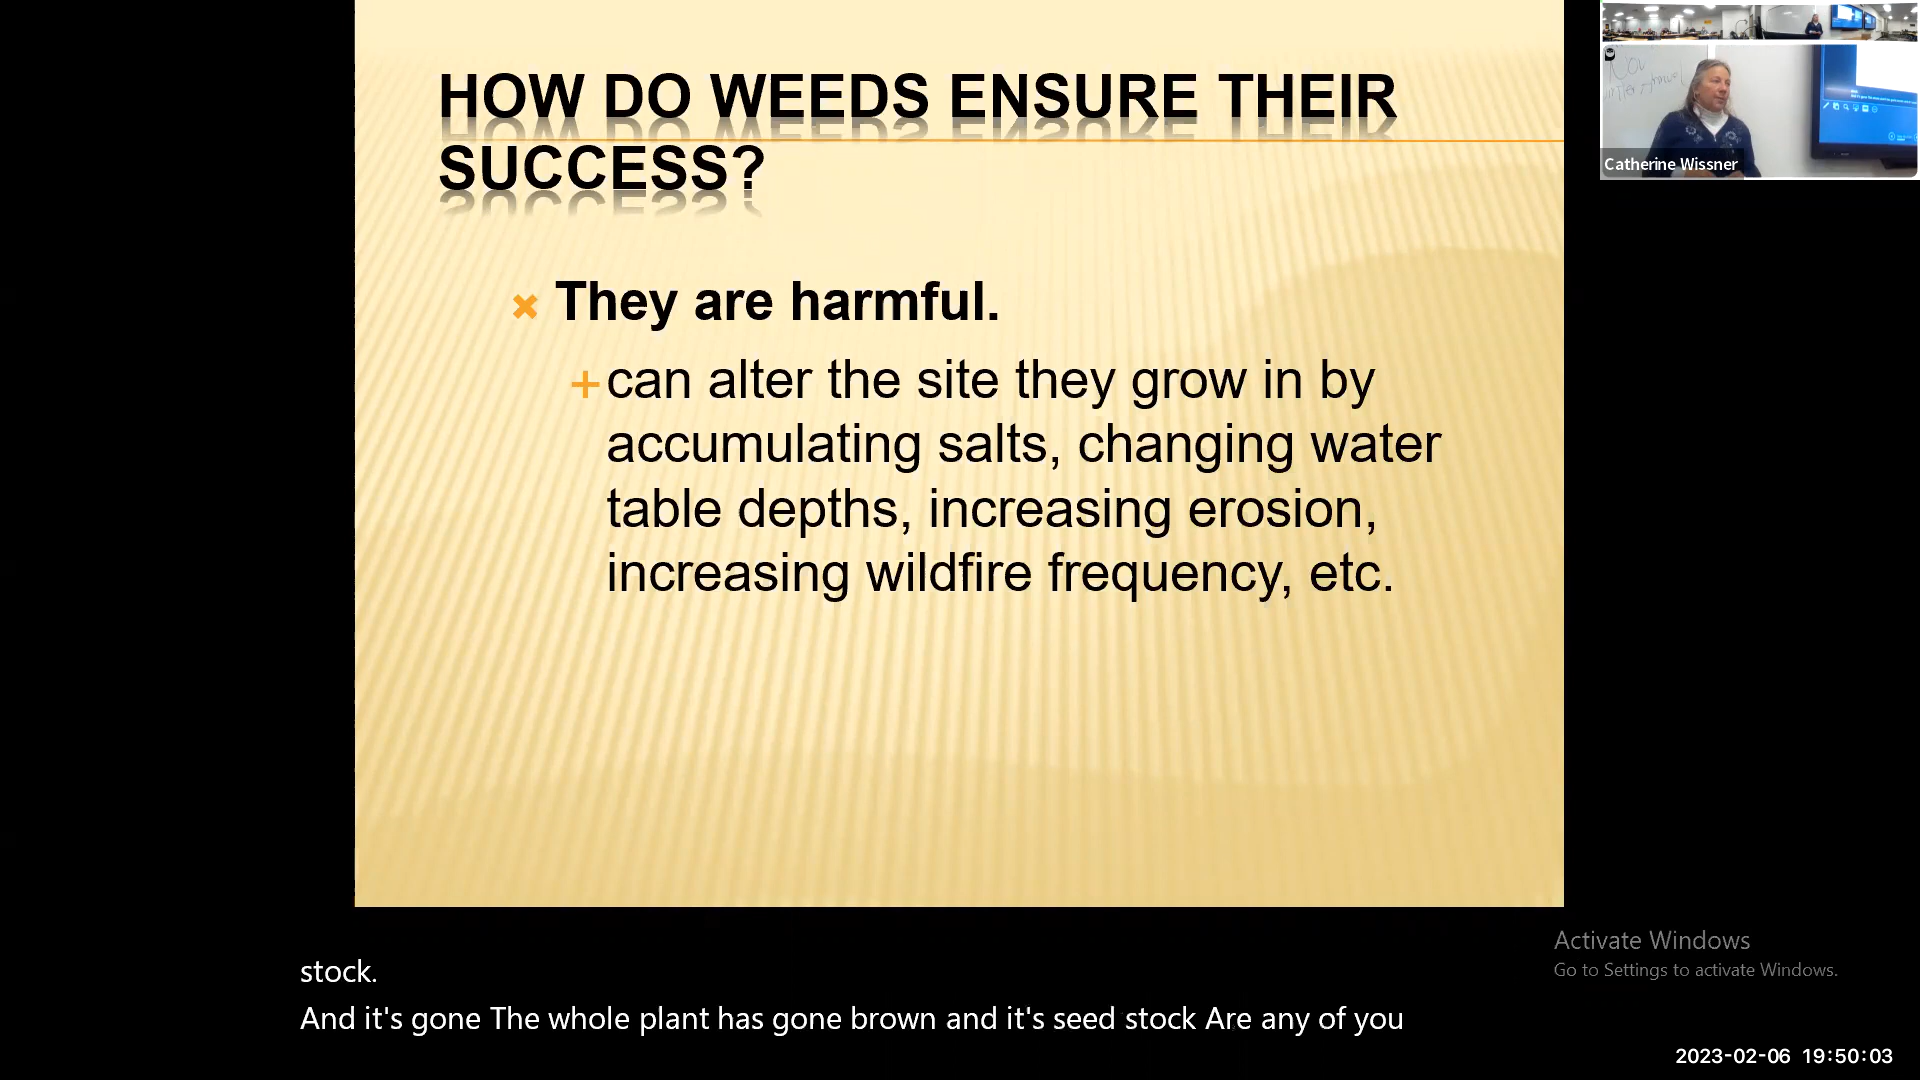 HOW DO WEEDS ENSURE THEIR
SUCCESS?
They are harmful.
can alter the site they grow in by
accumulating salts, changing water
table depths, increasing erosion,
increasing wildfire frequency, etc.
Catherine Wissner
stock.
And it's gone The whole plant has gone brown and it's seed stock Are any of you
Activate Windows
Go to Settings to activate Windows.
2023-02-06 19:50:03